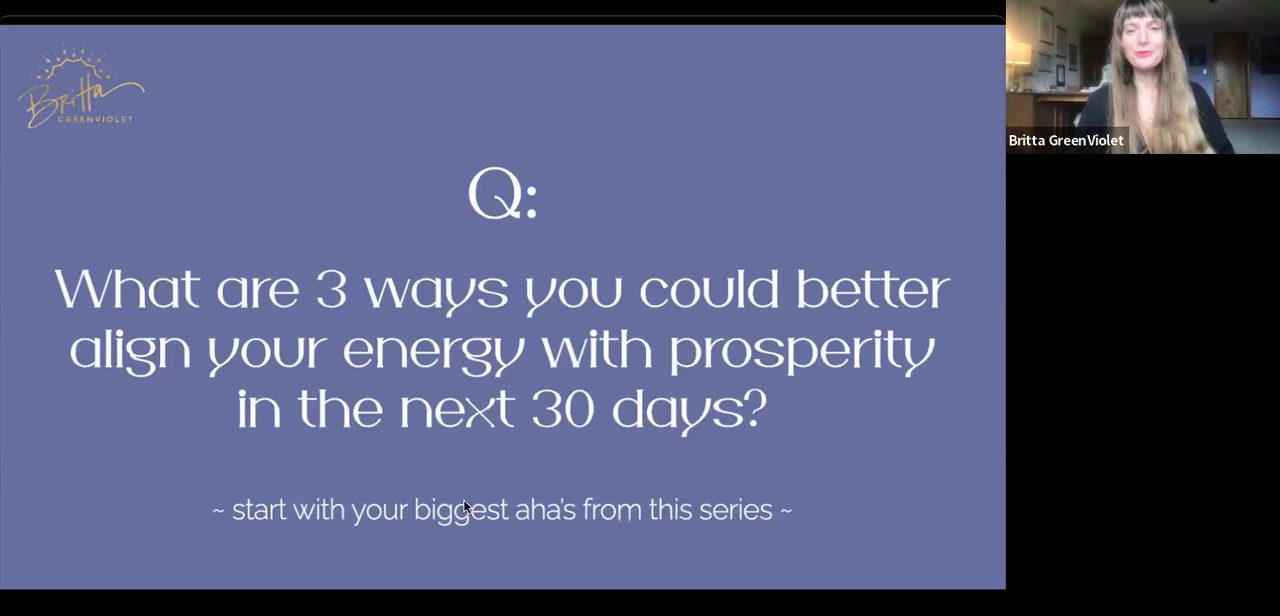 Britta
GREENVIOLET
Q:
What are 3 ways you could better
align your energy with prosperity
in the next 30 days?
~ start with your biggest aha's from this series ~
Britta GreenViolet